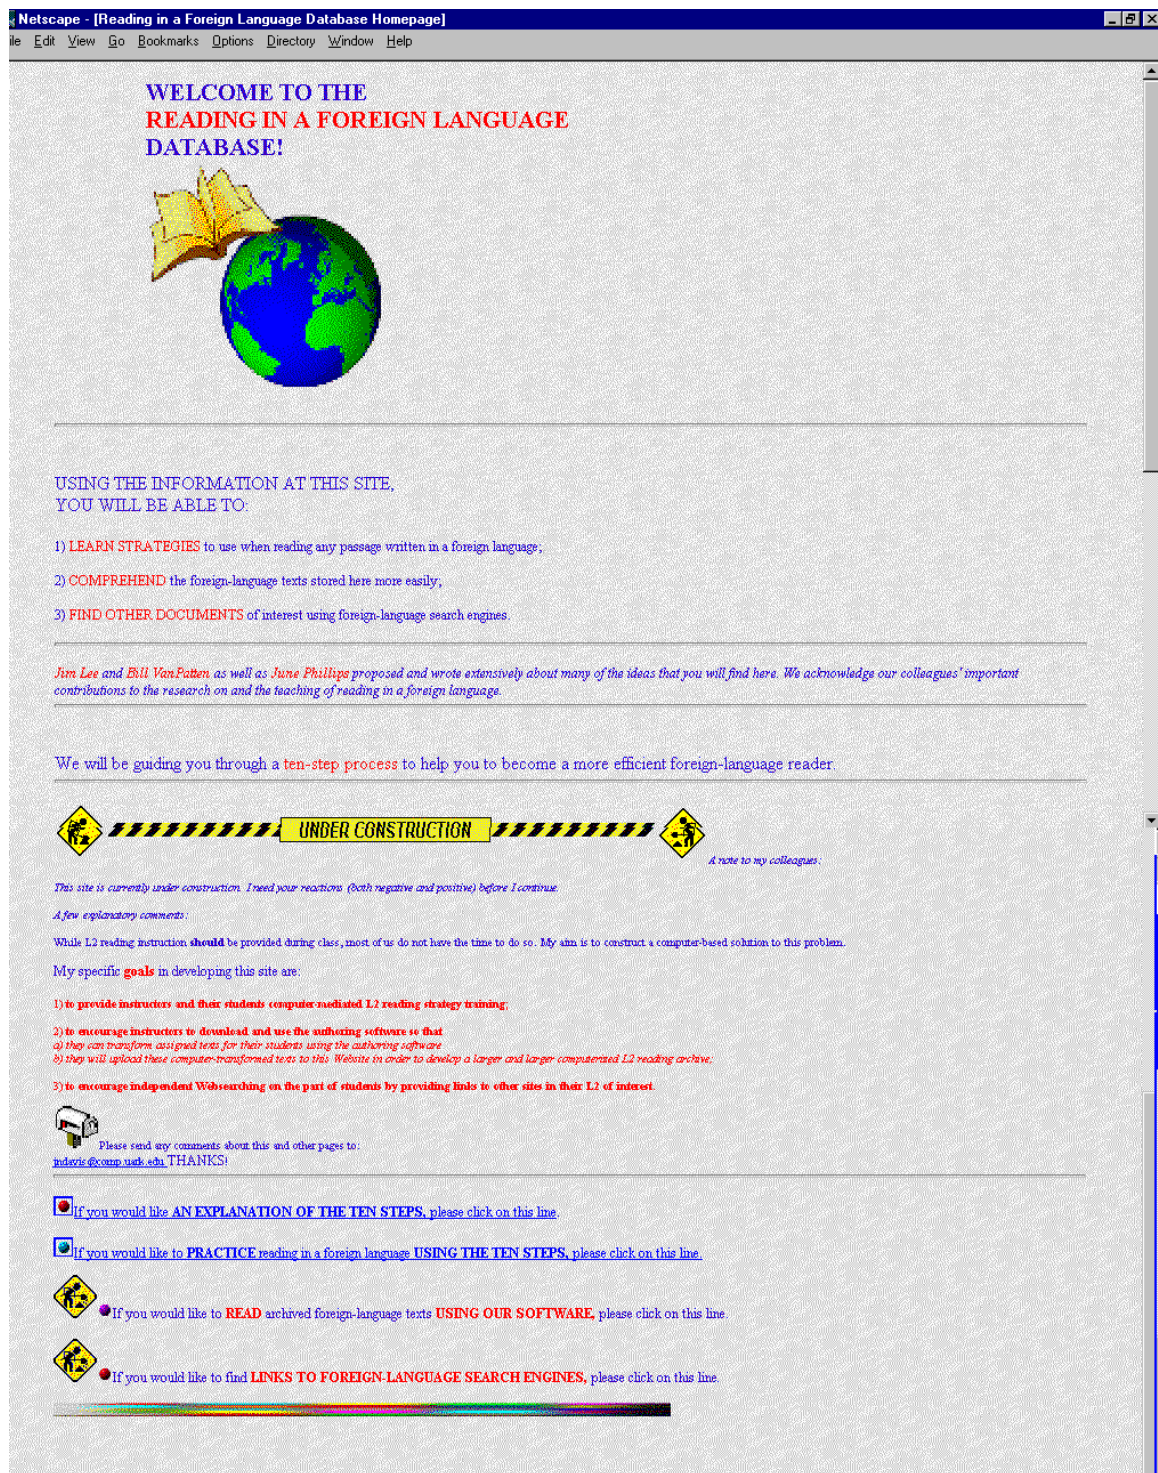 Netscape - [Reading in a Foreign Language Database Homepage]
ile Edit View Go Bookmarks Options Directory Window Help
WELCOME TO THE
READING IN A FOREIGN LANGUAGE
DATABASE!
USING THE INFORMATION AT THIS SITE,
YOU WILL BE ABLE TO:
1) LEARN STRATEGIES to use when reading any passage written in a foreign language;
2) COMPREHEND the foreign-language texts stored here more easily;
3) FIND OTHER DOCUMENTS of interest using foreign-language search engines.
Jim Lee and Bill VanPatten as well as June Phillips proposed and wrote extensively about many of the ideas that you will find here. We acknowledge our colleagues' important
contributions to the research on and the teaching of reading in a foreign language.
We will be guiding you through a ten-step process to help you to become a more efficient foreign-language reader.
UNDER CONSTRUCTION
A note to my colleagues:
This site is currently under construction. I need your reactions (both negative and positive) before I continue.
A few explanatory comments:
While L2 reading instruction should be provided during class, most of us do not have the time to do so. My aim is to construct a computer-based solution to this problem.
My specific goals in developing this site are:
1) to provide instructors and their students computer-mediated L2 reading strategy training;
2) to encourage instructors to download and use the authoring software so that
a) they can transform assigned texts for their students using the authoring software
b) they will upload these computer-transformed texts to this Website in order to develop a larger and larger computerized L2 reading archive;
3) to encourage independent Websearching on the part of students by providing links to other sites in their L2 of interest.
Please send any comments about this and other pages to:
jndavis@comp.uark.edu THANKS!
If you would like AN EXPLANATION OF THE TEN STEPS, please click on this line.
If you would like to PRACTICE reading in a foreign language USING THE TEN STEPS, please click on this line.
If you would like to READ archived foreign-language texts USING OUR SOFTWARE, please click on this line.
If you would like to find LINKS TO FOREIGN-LANGUAGE SEARCH ENGINES, please click on this line.